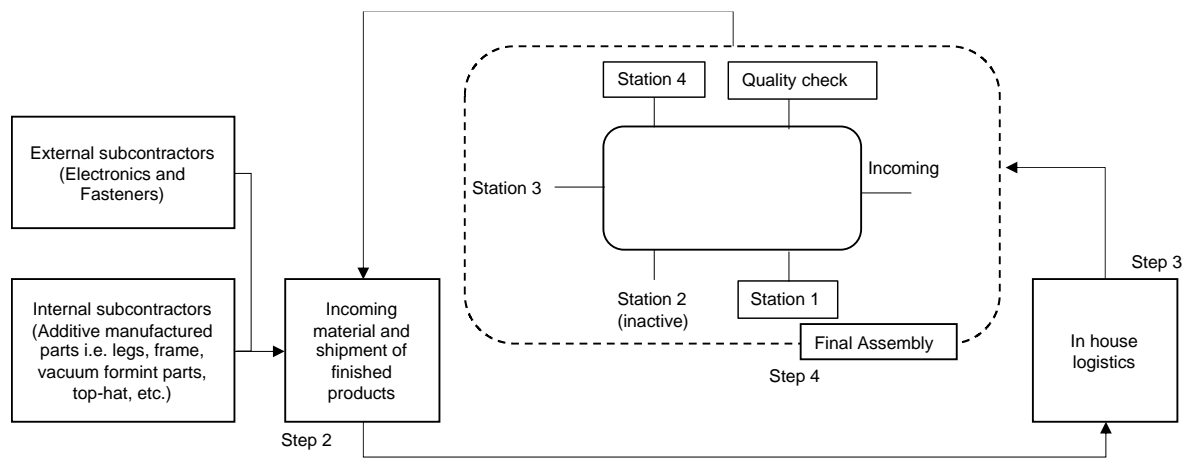 External subcontractors
(Electronics and
Fasteners)
Internal subcontractors
(Additive manufactured
parts i.e. legs, frame,
vacuum formint parts,
top-hat, etc.)
Incoming
material and
shipment of
finished
products
Step 2
Station 4
Quality check
Station 3
Incoming
Station 2
(inactive)
Station 1
Final Assembly
Step 4
Step 3
In house
logistics